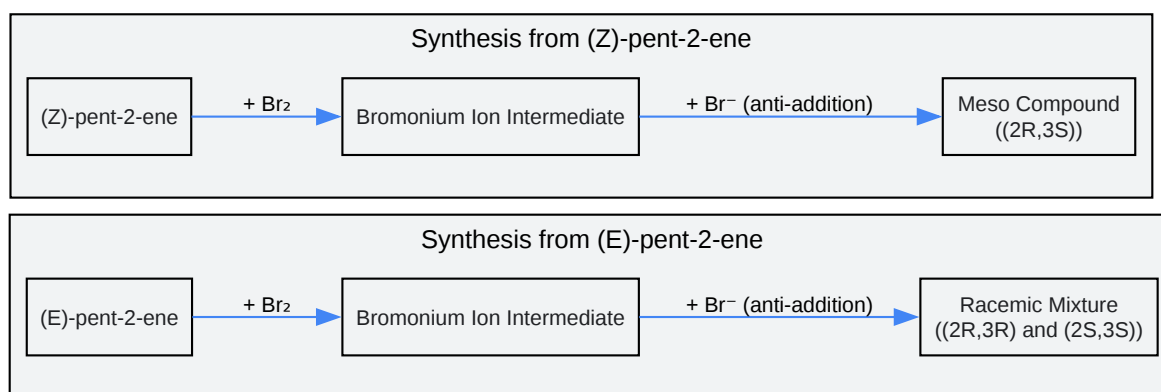 Synthesis from (Z)-pent-2-ene
(Z)-pent-2-ene
+ Br₂
Bromonium Ion Intermediate
+ Br⁻ (anti-addition)
Meso Compound
((2R,3S))
Synthesis from (E)-pent-2-ene
(E)-pent-2-ene
+ Br₂
Bromonium Ion Intermediate
+ Br⁻ (anti-addition)
Racemic Mixture
((2R,3R) and (2S,3S))